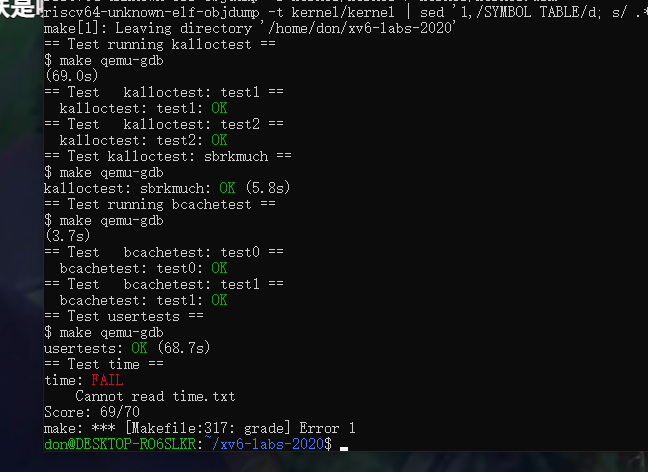 riscv64-unknown-elf-objdump -t kernel/kernel | sed '1,/SYMBOL TABLE/d; s/ .*
make[1]: Leaving directory '/home/don/xv6-labs-2020'
== Test running kalloctest ==
$ make qemu-gdb
(69.0s)
== Test   kalloctest: test1 ==
  kalloctest: test1: OK
== Test   kalloctest: test2 ==
  kalloctest: test2: OK
== Test kalloctest: sbrkmuch ==
$ make qemu-gdb
kalloctest: sbrkmuch: OK (5.8s)
== Test running bcachetest ==
$ make qemu-gdb
(3.7s)
== Test   bcachetest: test0 ==
  bcachetest: test0: OK
== Test   bcachetest: test1 ==
  bcachetest: test1: OK
== Test usertests ==
$ make qemu-gdb
usertests: OK (68.7s)
== Test time ==
time: FAIL
    Cannot read time.txt
Score: 69/70
make: *** [Makefile:317: grade] Error 1
don@DESKTOP-RO6SLKR:~/xv6-labs-2020$